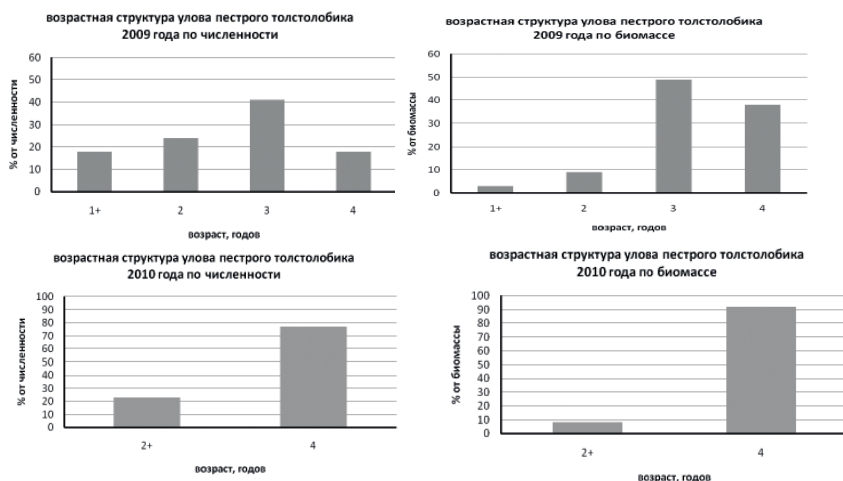 возрастная структура улова пестрого толстолобика
2009 года по численности
% от численности
60
50
40
30
20
10
0
1+ 2 3 4
возраст, годов
возрастная структура улова пестрого толстолобика
2009 года по биомассе
% от биомассы
60
50
40
30
20
10
0
1+ 2 3 4
возраст, годов
возрастная структура улова пестрого толстолобика
2010 года по численности
% от численности
100
90
80
70
60
50
40
30
20
10
0
2+ 4
возраст, годов
возрастная структура улова пестрого толстолобика
2010 года по биомассе
% от биомассы
100
90
80
70
60
50
40
30
20
10
0
2+ 4
возраст, годов